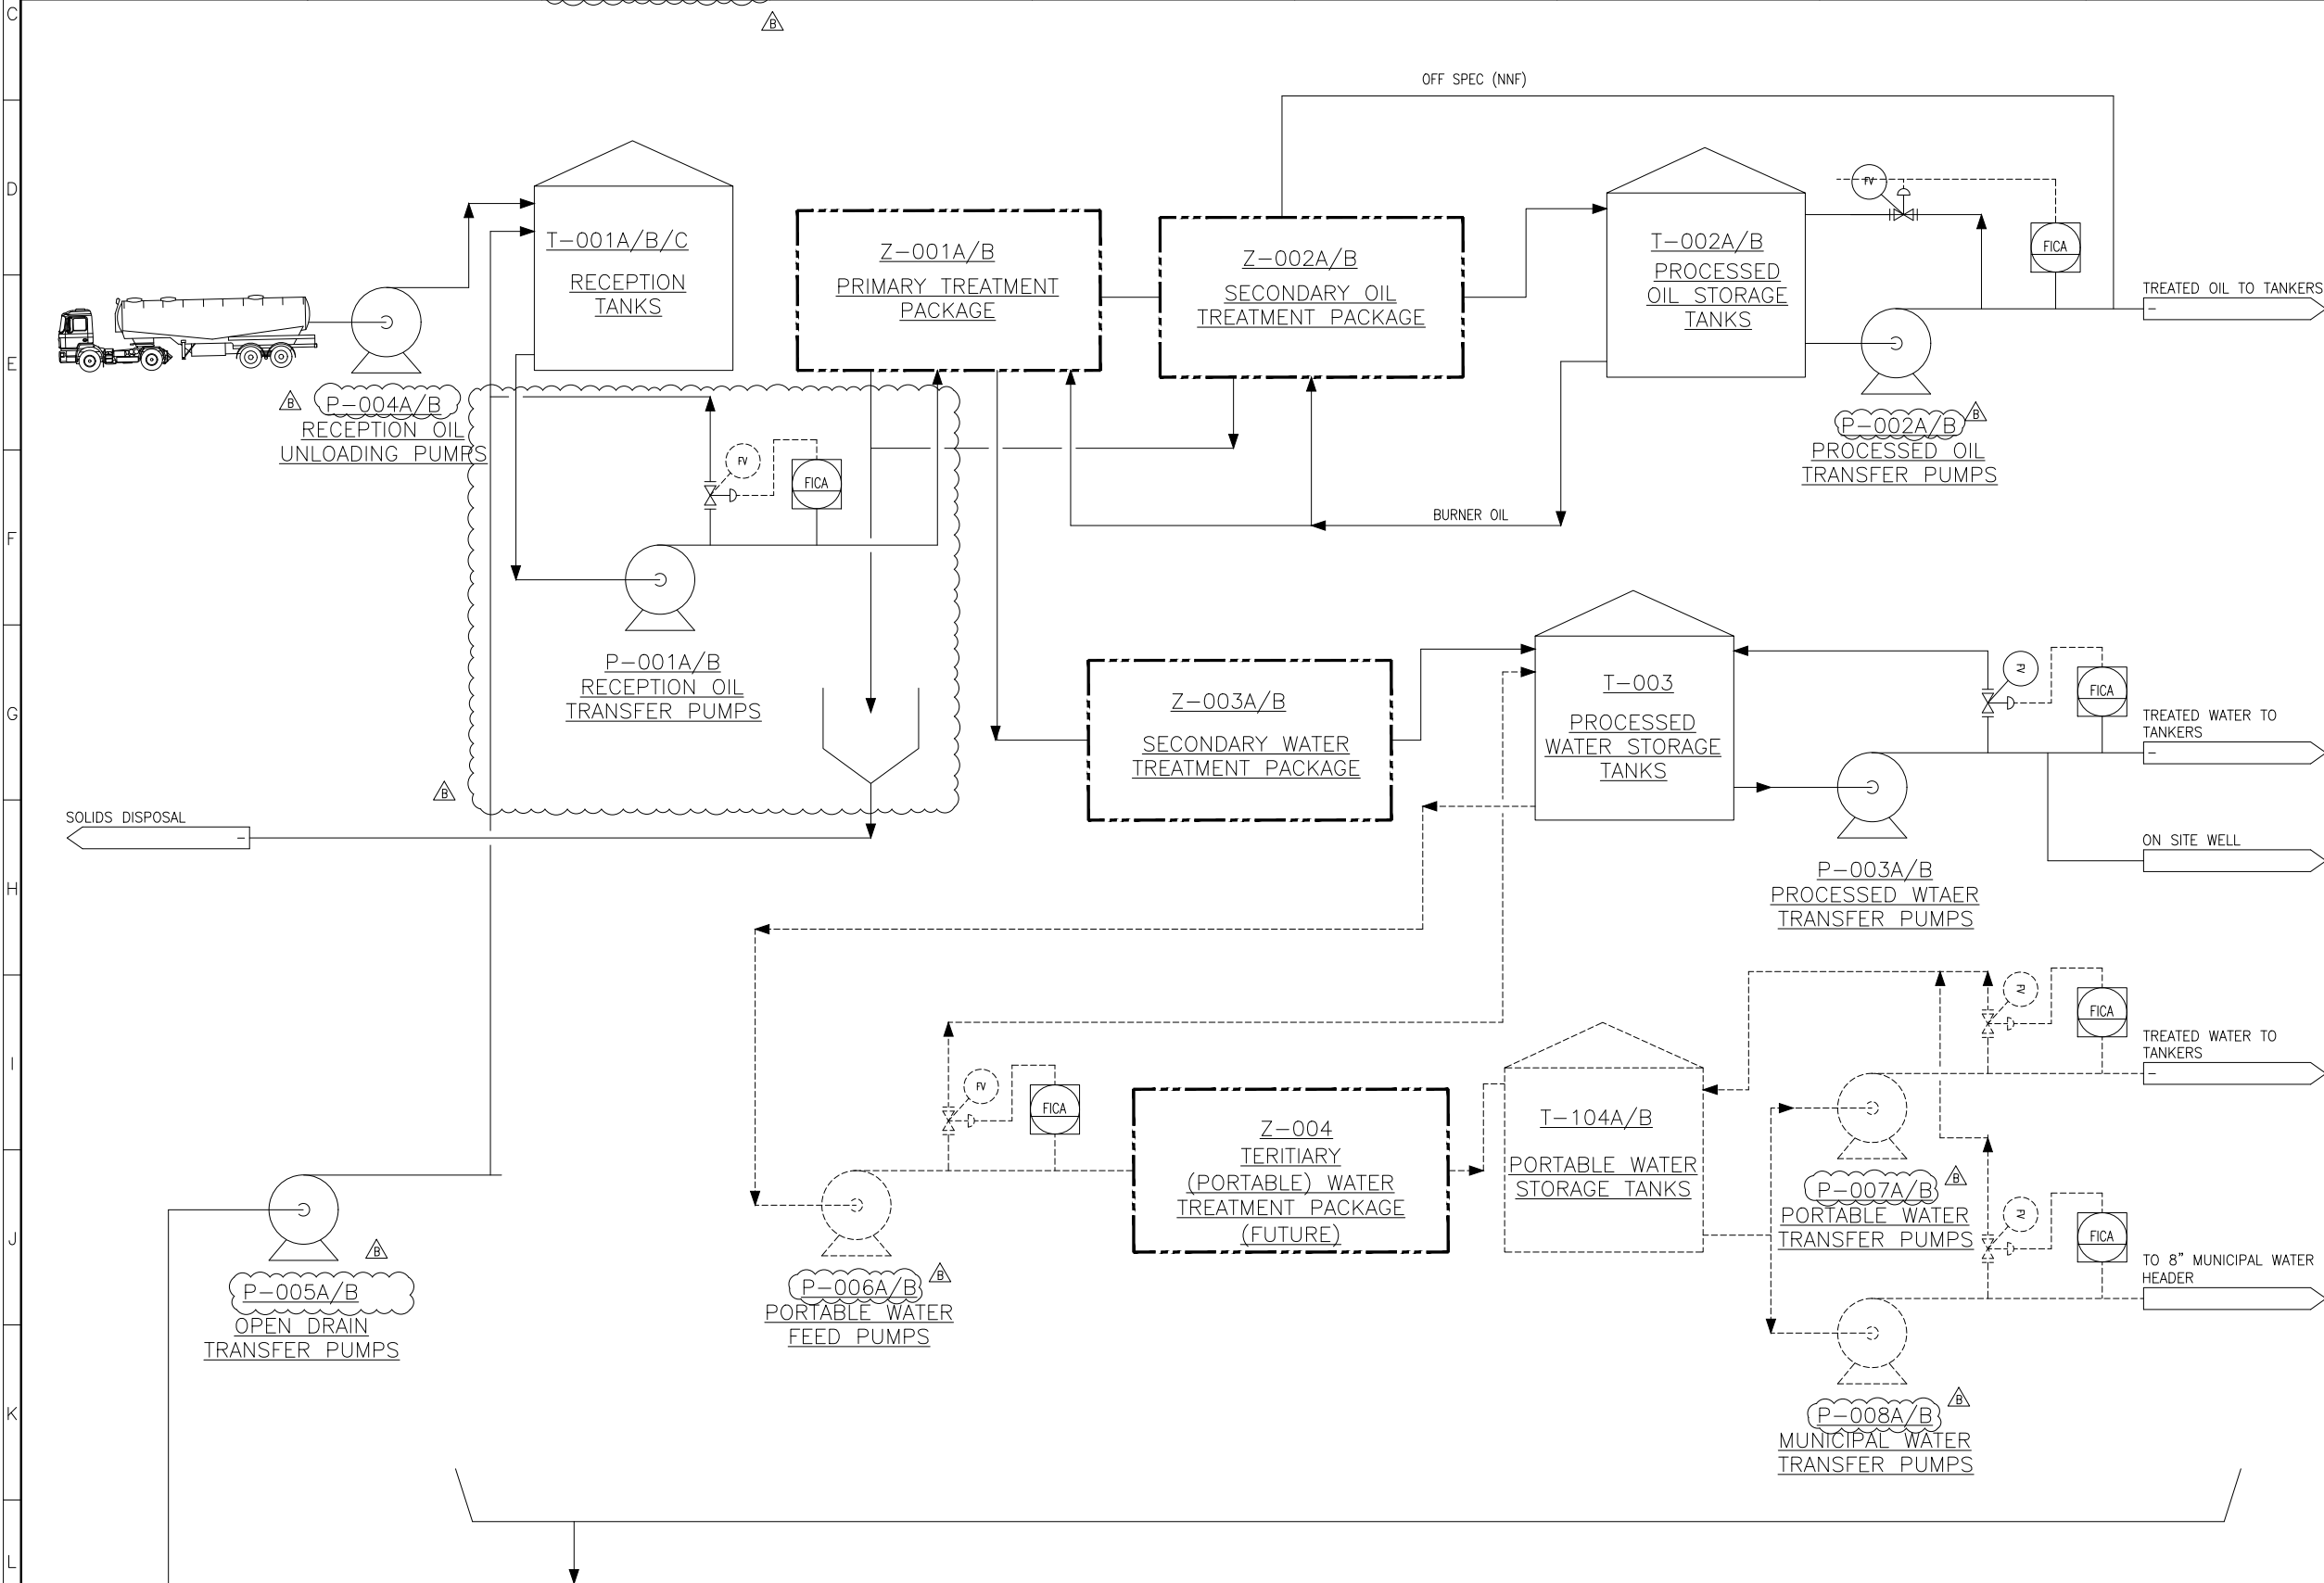 C
B
OFF SPEC (NNF)
D
T-001A/B/C
RECEPTION
TANKS
Z-001A/B
PRIMARY TREATMENT
PACKAGE
Z-002A/B
SECONDARY OIL
TREATMENT PACKAGE
T-002A/B
PROCESSED
OIL STORAGE
TANKS
FV
FICA
TREATED OIL TO TANKERS
-
E
B
P-004A/B
RECEPTION OIL
UNLOADING PUMPS
P-002A/B
B
PROCESSED OIL
TRANSFER PUMPS
FV
FICA
BURNER OIL
F
P-001A/B
RECEPTION OIL
TRANSFER PUMPS
G
Z-003A/B
SECONDARY WATER
TREATMENT PACKAGE
T-003
PROCESSED
WATER STORAGE
TANKS
FV
FICA
TREATED WATER TO
TANKERS
-
B
SOLIDS DISPOSAL
-
ON SITE WELL
H
P-003A/B
PROCESSED WTAER
TRANSFER PUMPS
I
FV
FICA
TREATED WATER TO
TANKERS
-
FV
FICA
Z-004
TERITIARY
(PORTABLE) WATER
TREATMENT PACKAGE
(FUTURE)
T-104A/B
PORTABLE WATER
STORAGE TANKS
P-007A/B
B
PORTABLE WATER
TRANSFER PUMPS
FV
FICA
TO 8" MUNICIPAL WATER
HEADER
J
B
P-005A/B
OPEN DRAIN
TRANSFER PUMPS
P-006A/B
B
PORTABLE WATER
FEED PUMPS
K
B
P-008A/B
MUNICIPAL WATER
TRANSFER PUMPS
L